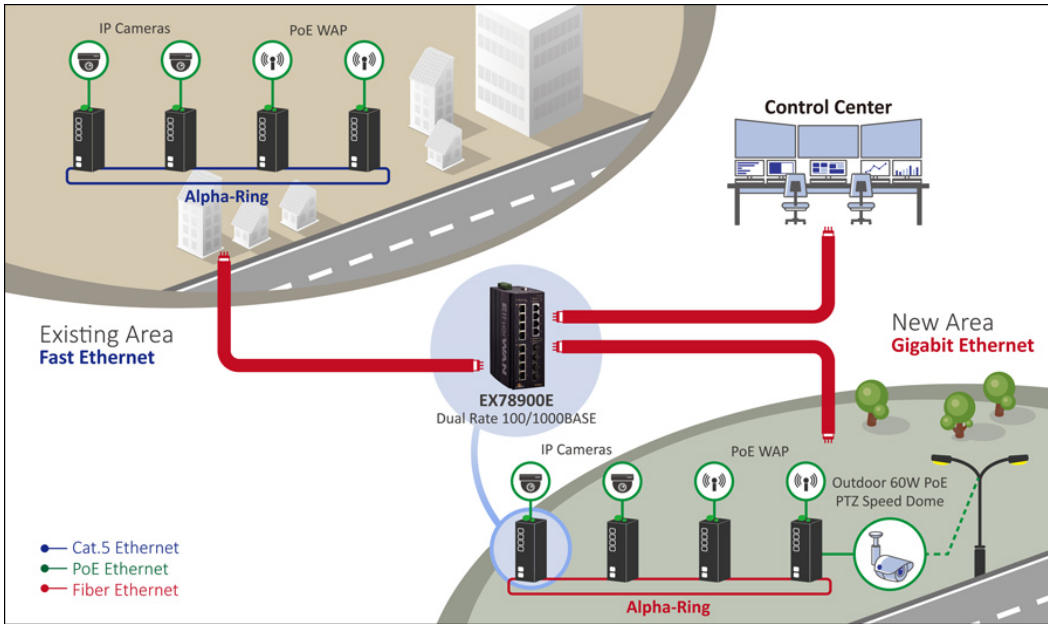 IP Cameras
PoE WAP
Alpha-Ring
Control Center
Existing Area
Fast Ethernet
New Area
Gigabit Ethernet
EX78900E
Dual Rate 100/1000BASE
IP Cameras
PoE WAP
Outdoor 60W PoE
PTZ Speed Dome
Alpha-Ring
Cat.5 Ethernet
PoE Ethernet
Fiber Ethernet